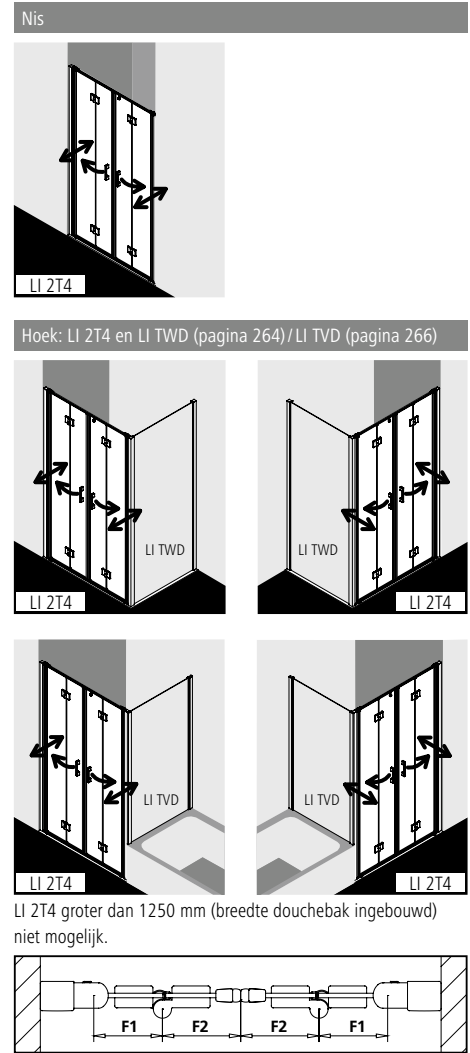 Nis
LI 2T4
Hoek: LI 2T4 en LI TWD (pagina 264) / LI TVD (pagina 266)
LI TWD
LI 2T4
LI TWD
LI 2T4
LI TVD
LI 2T4
LI TVD
LI 2T4
LI 2T4 groter dan 1250 mm (breedte douchebak ingebouwd)
niet mogelijk.
F1 F2 F2 F1